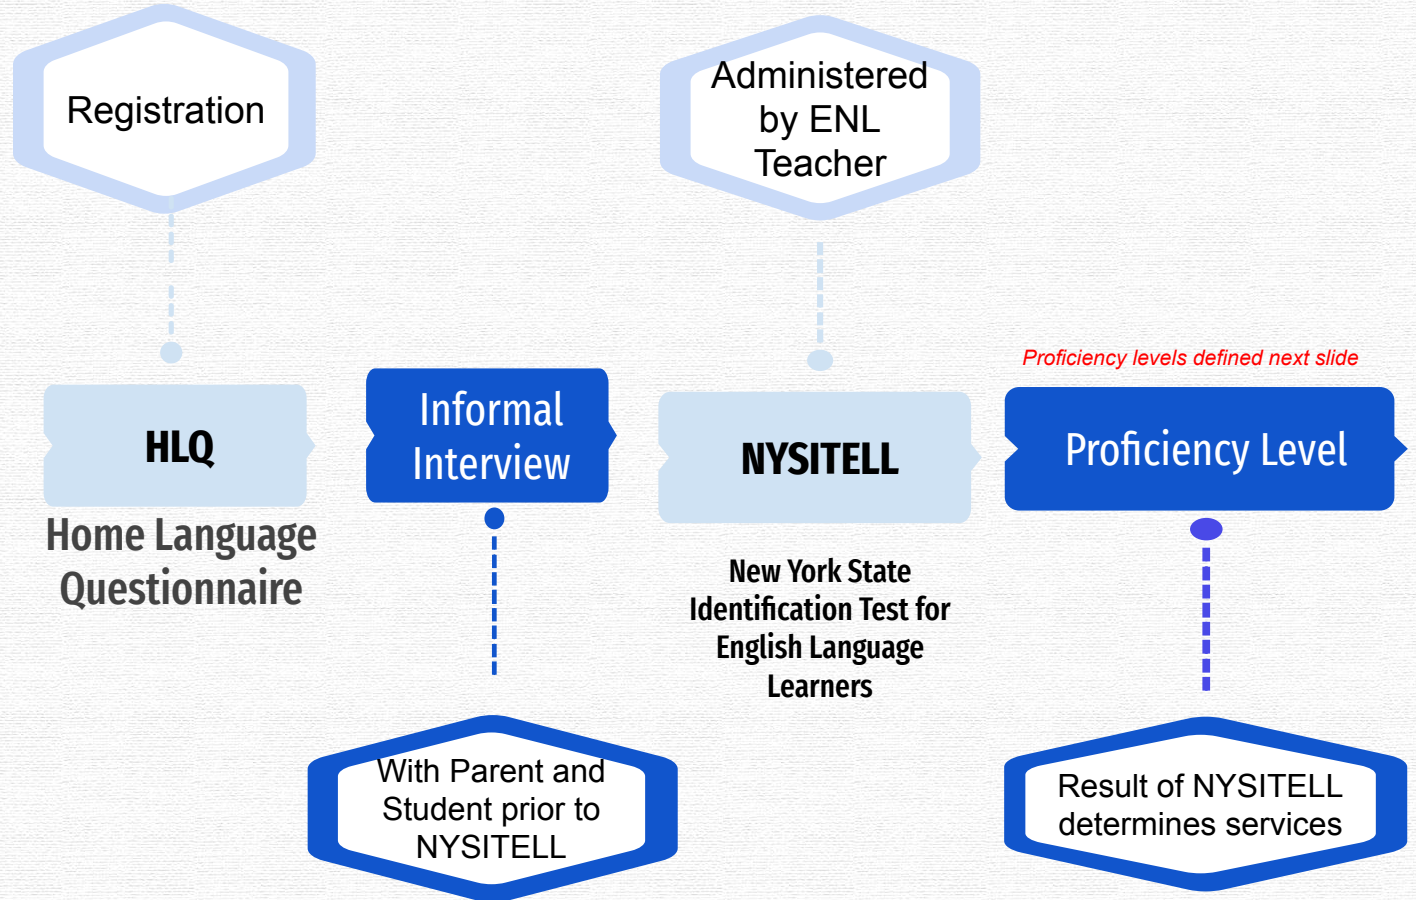 Registration
Administered
by ENL
Teacher
Proficiency levels defined next slide
HLQ
Informal
Interview
NYSITELL
Proficiency Level
Home Language
Questionnaire
New York State
Identification Test for
English Language
Learners
With Parent and
Student prior to
NYSITELL
Result of NYSITELL
determines services